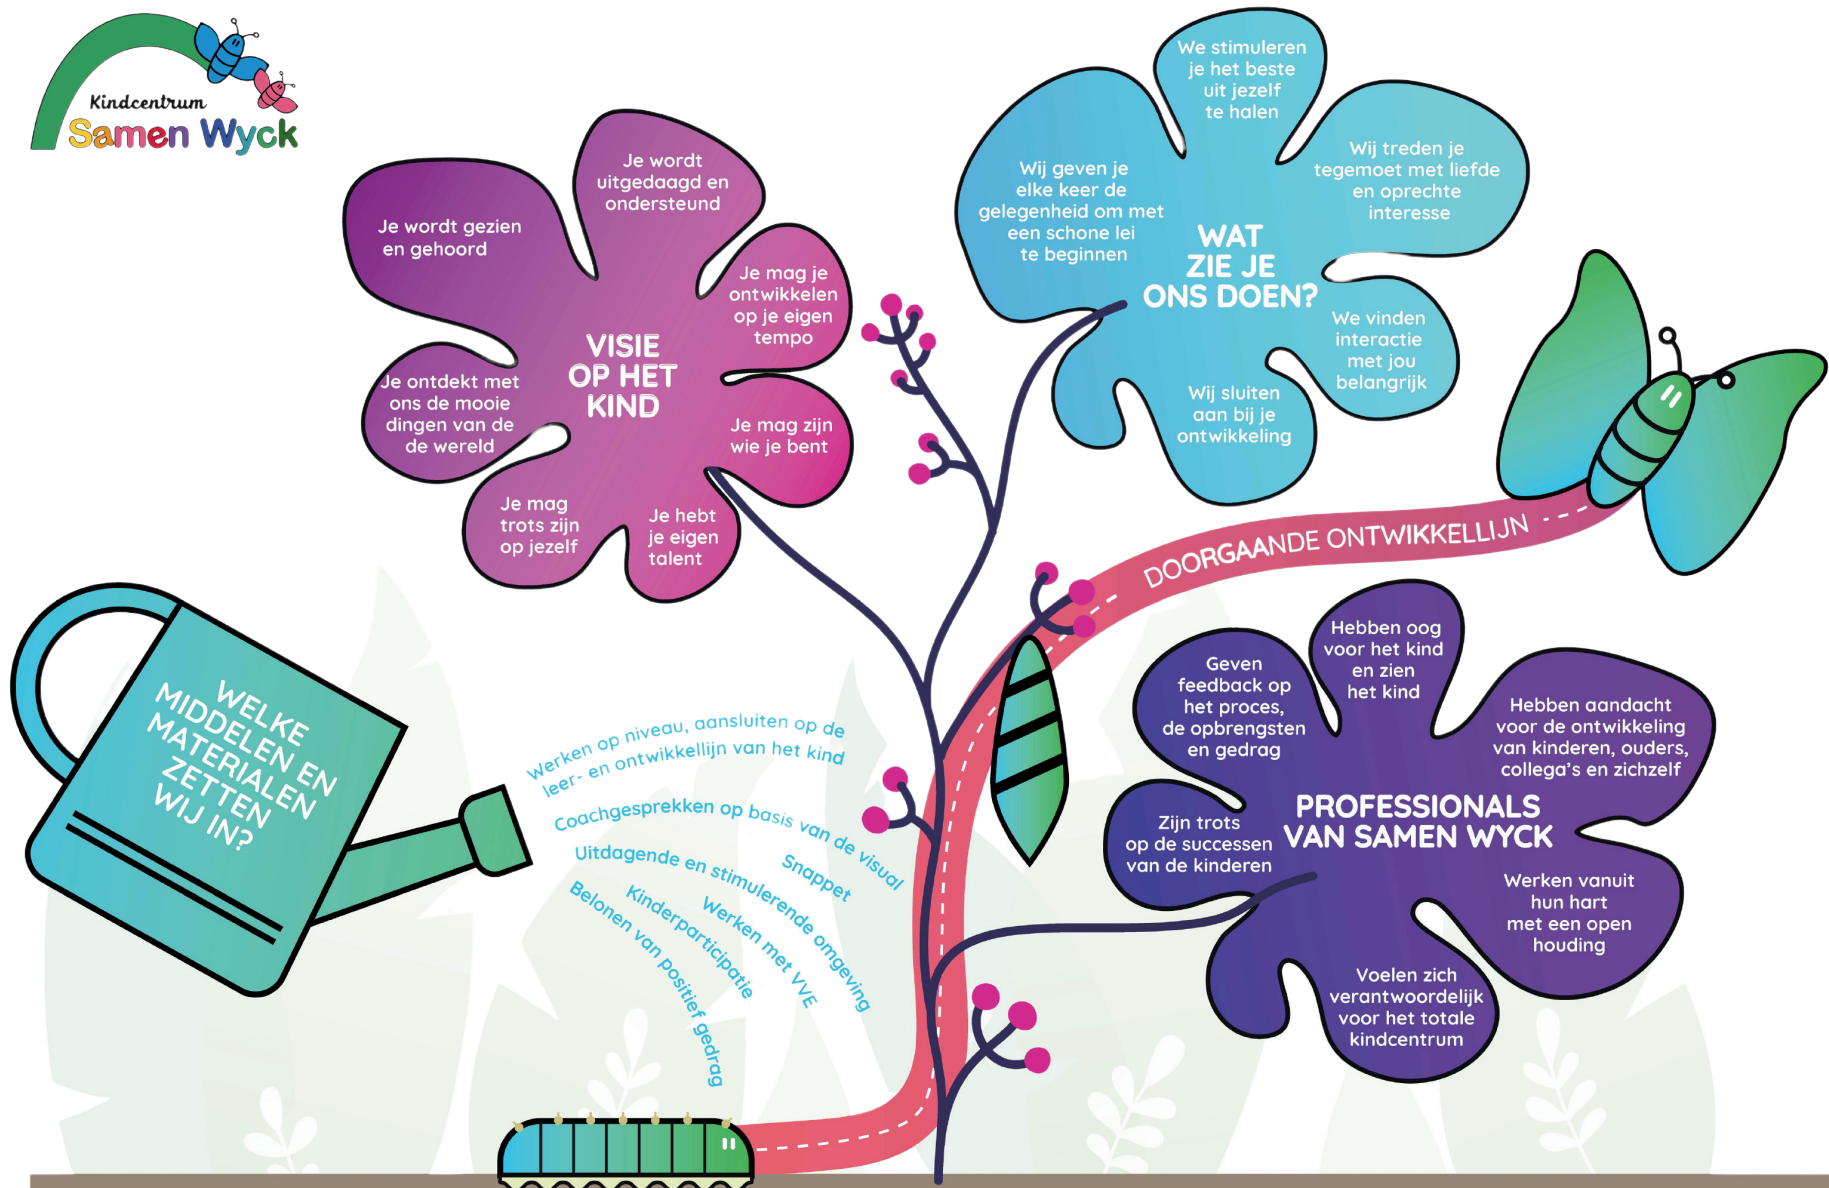 Kindcentrum
Samen Wyck
VISIE
OP HET
KIND
Je wordt gezien
en gehoord
Je wordt
uitgedaagd en
ondersteund
Je mag je
ontwikkelen
op je eigen
tempo
Je mag zijn
wie je bent
Je hebt
je eigen
talent
Je mag
trots zijn
op jezelf
Je ontdekt met
ons de mooie
dingen van de
de wereld
WAT
ZIE JE
ONS DOEN?
Wij geven je
elke keer de
gelegenheid om met
een schone lei
te beginnen
We stimuleren
je het beste
uit jezelf
te halen
Wij treden je
tegemoet met liefde
en oprechte
interesse
We vinden
interactie
met jou
belangrijk
Wij sluiten
aan bij je
ontwikkeling
DOORGAANDE ONTWIKKELLIJN
WELKE
MIDDELEN EN
MATERIALEN
ZETTEN
WIJ IN?
Werken op niveau, aansluiten op de
leer- en ontwikkellijn van het kind
Coachgesprekken op basis van de visual
Snappet
Uitdagende en stimulerende omgeving
Werken met VVE
Kinderparticipatie
Belonen van positief gedrag
PROFESSIONALS
VAN SAMEN WYCK
Geven
feedback op
het proces,
de opbrengsten
en gedrag
Hebben oog
voor het kind
en zien
het kind
Hebben aandacht
voor de ontwikkeling
van kinderen, ouders,
collega's en zichzelf
Werken vanuit
hun hart
met een open
houding
Voelen zich
verantwoordelijk
voor het totale
kindcentrum
Zijn trots
op de successen
van de kinderen